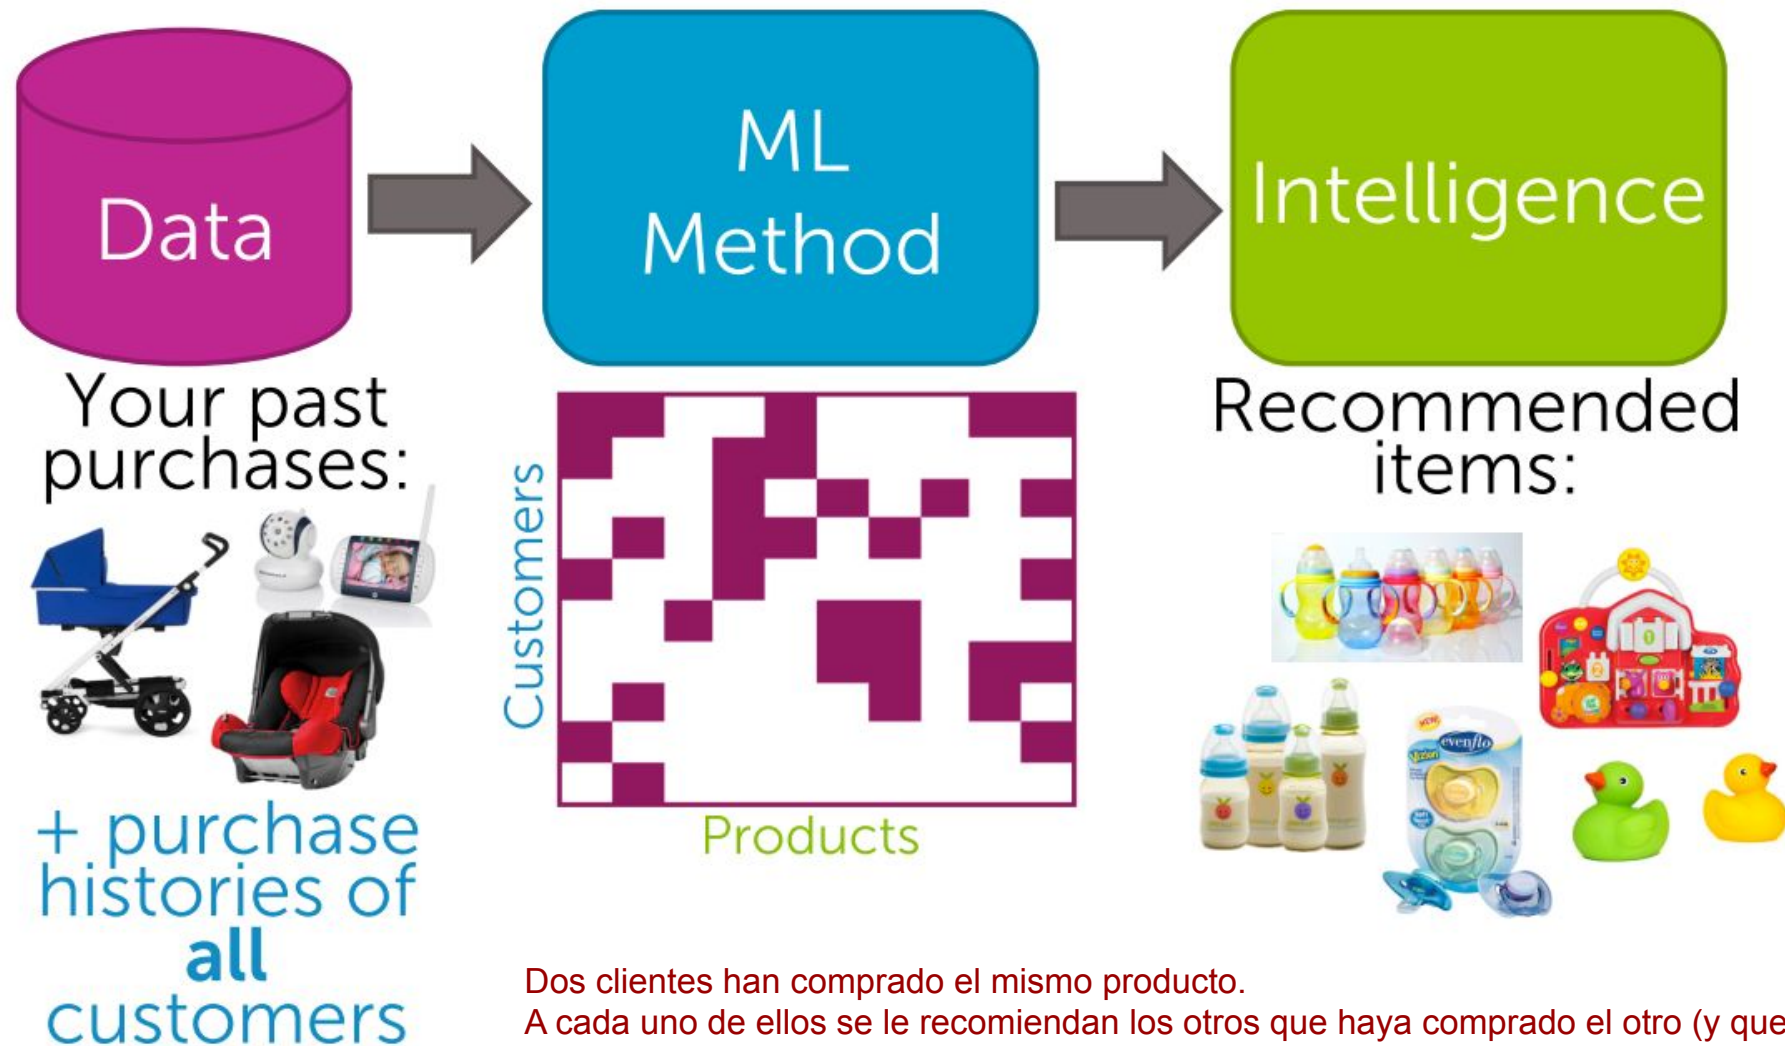 Data
ML
Method
Intelligence
Your past
purchases:
+ purchase
histories of
all
customers
Customers
Products
Recommended
items:
NEW!
evenflo
Dos clientes han comprado el mismo producto.
A cada uno de ellos se le recomiendan los otros que haya comprado el otro (y que